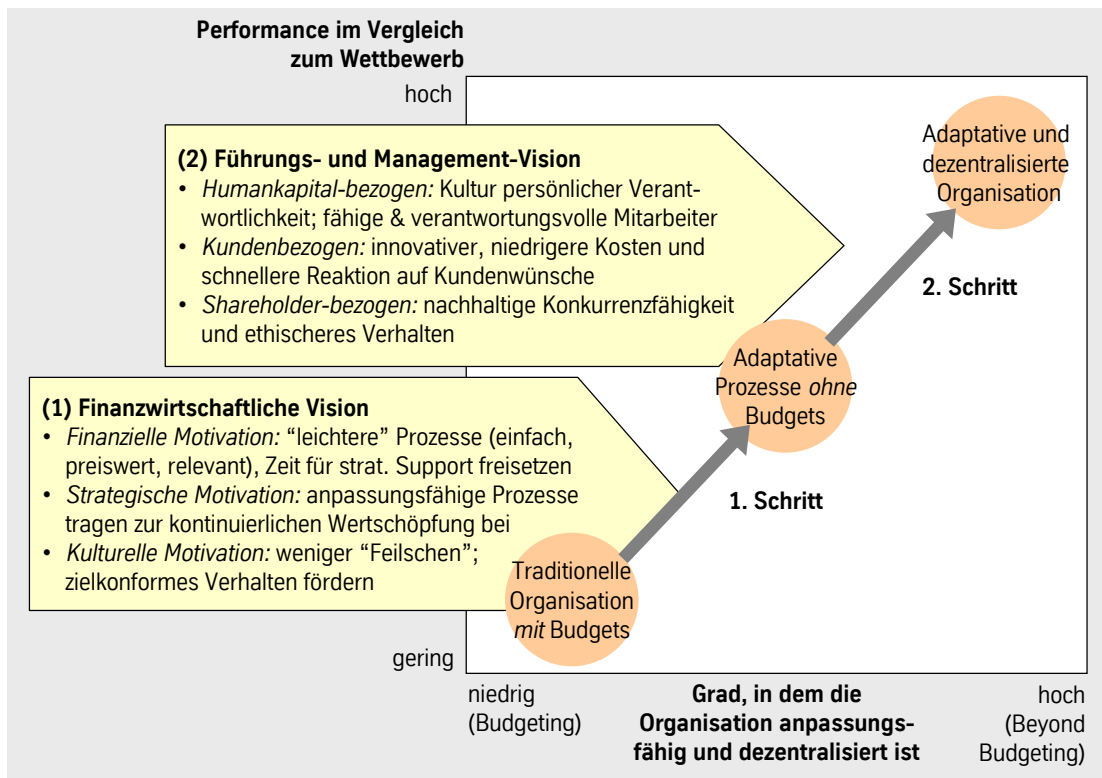 Performance im Vergleich
zum Wettbewerb
hoch
(2) Führungs- und Management-Vision
• Humankapital-bezogen: Kultur persönlicher Verant-
wortlichkeit; fähige & verantwortungsvolle Mitarbeiter
• Kundenbezogen: innovativer, niedrigere Kosten und
schnellere Reaktion auf Kundenwünsche
• Shareholder-bezogen: nachhaltige Konkurrenzfähigkeit
und ethischeres Verhalten
Adaptative und
dezentralisierte
Organisation
2. Schritt
Adaptative
Prozesse ohne
Budgets
(1) Finanzwirtschaftliche Vision
• Finanzielle Motivation: “leichtere” Prozesse (einfach,
preiswert, relevant), Zeit für strat. Support freisetzen
• Strategische Motivation: anpassungsfähige Prozesse
tragen zur kontinuierlichen Wertschöpfung bei
• Kulturelle Motivation: weniger “Feilschen”;
zielkonformes Verhalten fördern
1. Schritt
Traditionelle
Organisation
mit Budgets
gering
niedrig
(Budgeting)
Grad, in dem die
Organisation anpassungs-
fähig und dezentralisiert ist
hoch
(Beyond
Budgeting)